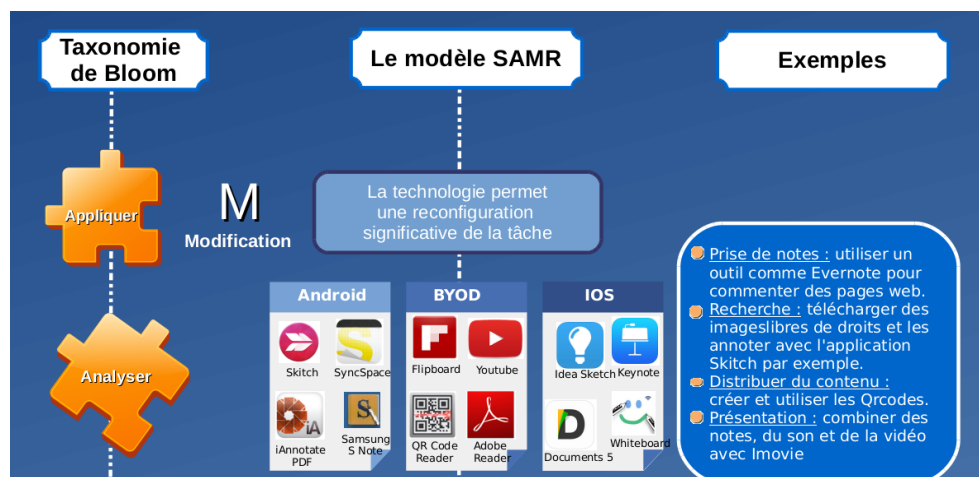 Taxonomie
de Bloom
Le modèle SAMR
Exemples
Appliquer
M
Modification
La technologie permet
une reconfiguration
significative de la tâche
Analyser
Android
Skitch
SyncSpace
iA
iAnnotate
PDF
S
Samsung
S Note
BYOD
Flipboard
Youtube
QR Code
Reader
Adobe
Reader
IOS
Idea Sketch
Keynote
D
Documents 5
Whiteboard
Prise de notes : utiliser un
outil comme Evernote pour
commenter des pages web.
Recherche : télécharger des
imageslibres de droits et les
annoter avec l'application
Skitch par exemple.
Distribuer du contenu :
créer et utiliser les Qrcodes.
Présentation : combiner des
notes, du son et de la vidéo
avec Imovie